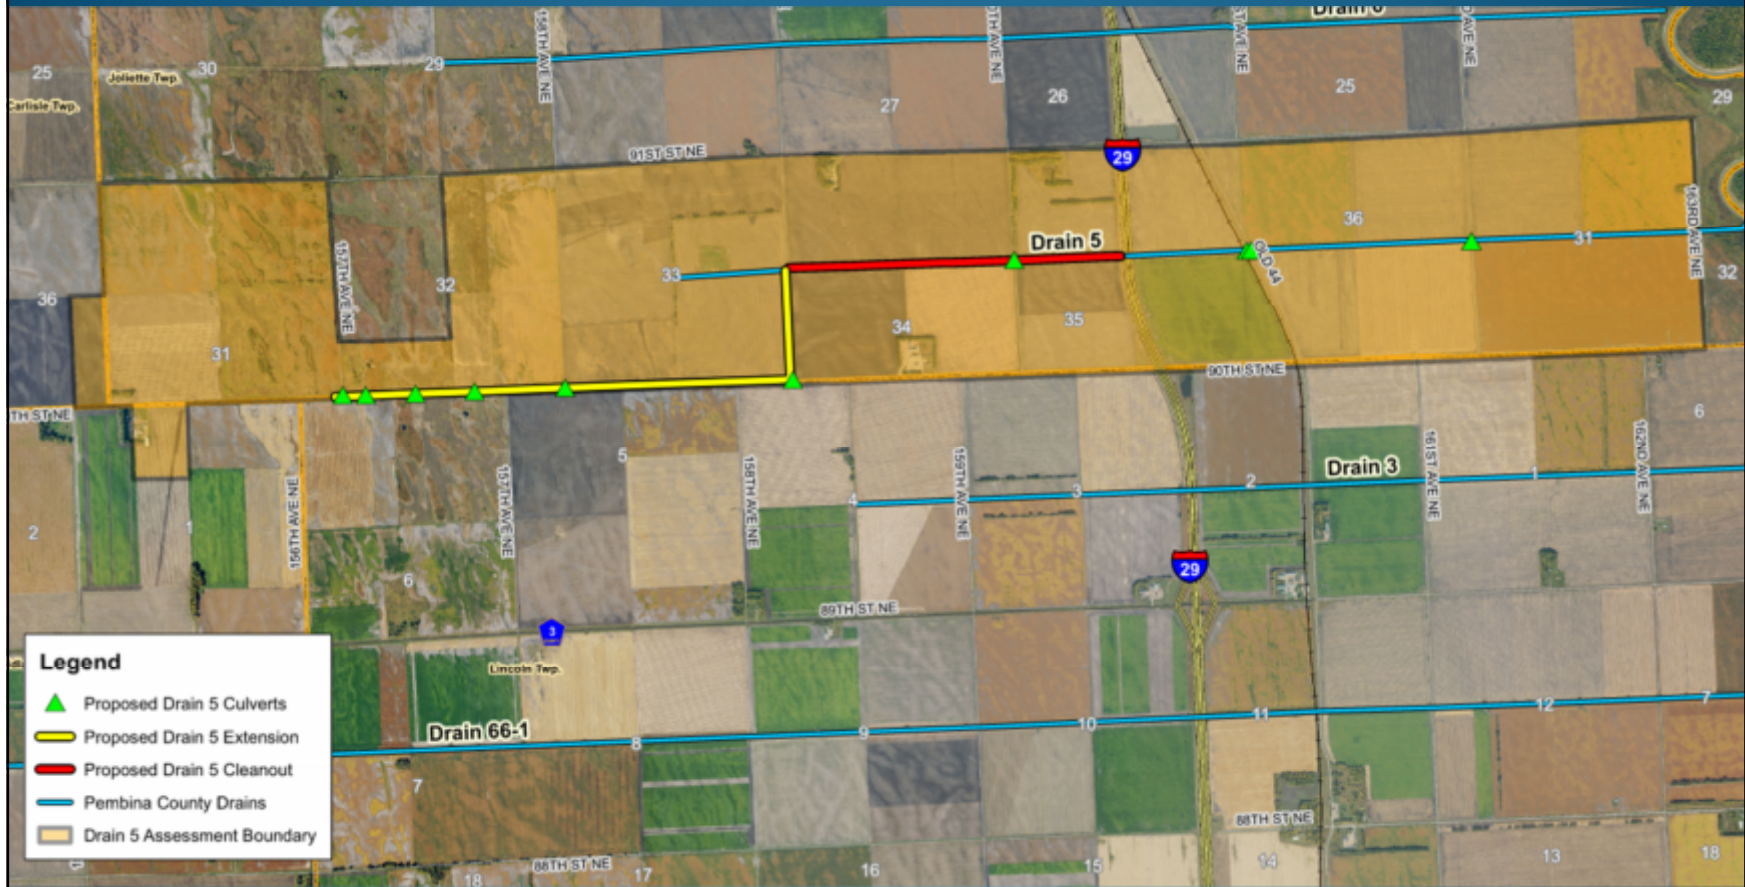 Drain 6
158TH AVE NE
25
Joliette Twp.
30
29
Carlisle Twp.
27
26
25
29
91ST ST NE
29
36
163RD AVE NE
36
157TH AVE NE
32
33
Drain 5
OLD 44
31
32
31
34
35
90TH ST NE
TH ST NE
6
5
157TH AVE NE
158TH AVE NE
159TH AVE NE
161ST AVE NE
162ND AVE NE
Drain 3
4
3
2
1
2
1
156TH AVE NE
6
29
89TH ST NE
3
Lincoln Twp.
Legend
Proposed Drain 5 Culverts
Proposed Drain 5 Extension
Proposed Drain 5 Cleanout
Pembina County Drains
Drain 5 Assessment Boundary
Drain 66-1
8
9
10
11
12
7
7
88TH ST NE
88TH ST NE
18
17
16
15
14
13
18